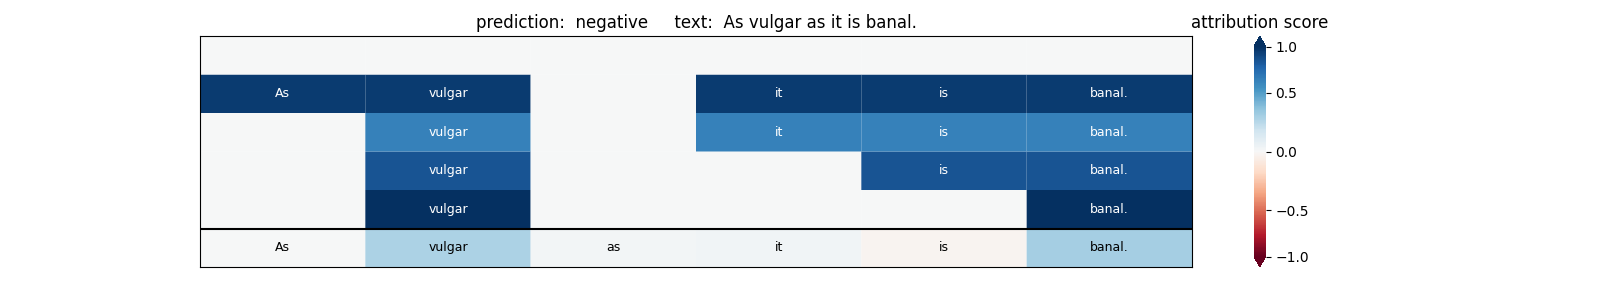 prediction:  negative     text:  As vulgar as it is banal.
attribution score
As vulgar it is banal.
vulgar it is banal.
vulgar is banal.
vulgar banal.
As vulgar as it is banal.
1.0
0.5
0.0
−0.5
−1.0